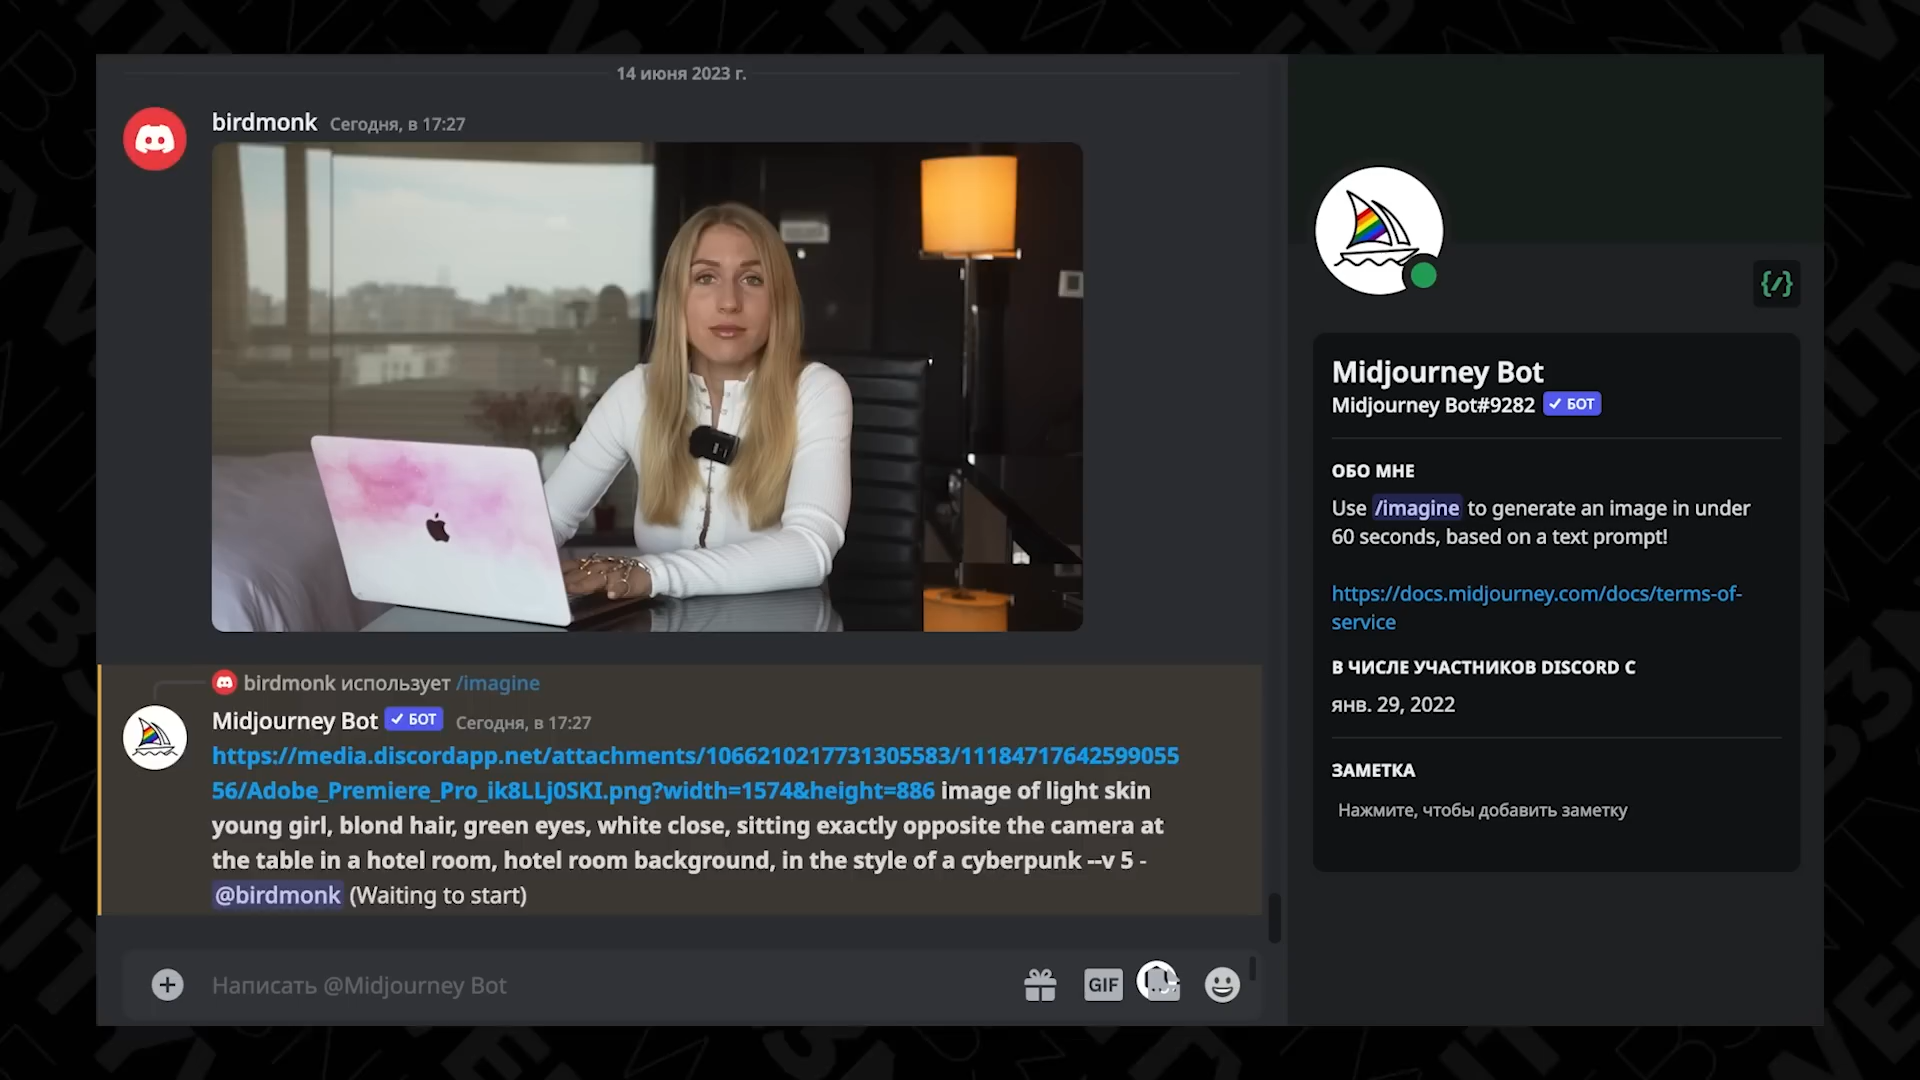 14 июня 2023 г.
birdmonk Сегодня, в 17:27
birdmonk использует /imagine
Midjourney Bot ✓ БОТ Сегодня, в 17:27
https://media.discordapp.net/attachments/1066210217731305583/11184717642599055
56/Adobe_Premiere_Pro_ik8LLj0SKI.png?width=1574&height=886 image of light skin
young girl, blond hair, green eyes, white close, sitting exactly opposite the camera at
the table in a hotel room, hotel room background, in the style of a cyberpunk --v 5 -
@birdmonk (Waiting to start)
Написать @Midjourney Bot
GIF
{/}
Midjourney Bot
Midjourney Bot#9282 ✓ БОТ
ОБО МНЕ
Use /imagine to generate an image in under
60 seconds, based on a text prompt!
https://docs.midjourney.com/docs/terms-of-
service
В ЧИСЛЕ УЧАСТНИКОВ DISCORD С
янв. 29, 2022
ЗАМЕТКА
Нажмите, чтобы добавить заметку